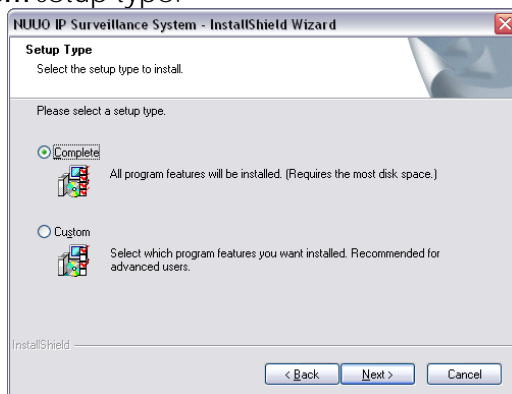 setup type.
NUUO IP Surveillance System - InstallShield Wizard
Setup Type
Select the setup type to install.
Please select a setup type.
Complete
All program features will be installed. (Requires the most disk space.)
Custom
Select which program features you want installed. Recommended for
advanced users.
InstallShield
< Back Next > Cancel